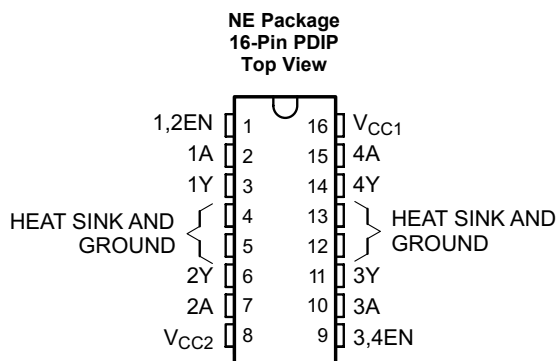 NE Package
16-Pin PDIP
Top View
1,2EN 1 16 VCC1
1A 2 15 4A
1Y 3 14 4Y
HEAT SINK AND GROUND 4 13 HEAT SINK AND GROUND
5 12
2Y 6 11 3Y
2A 7 10 3A
VCC2 8 9 3,4EN